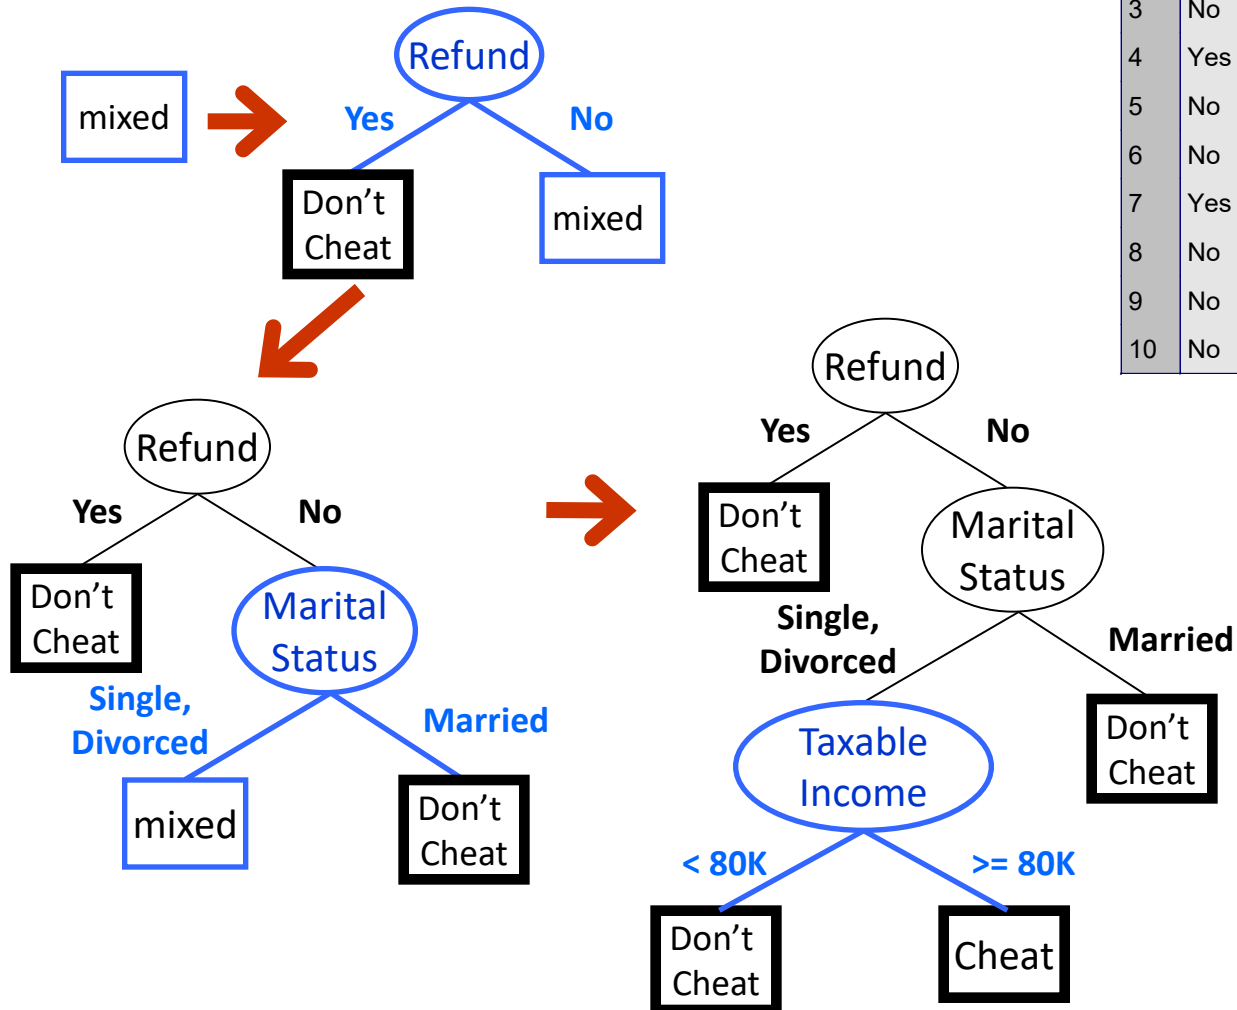 mixed
Refund
Yes
No
Don't
Cheat
mixed
3 No
4 Yes
5 No
6 No
7 Yes
8 No
9 No
10 No
Refund
Yes
No
Don't
Cheat
Marital
Status
Single,
Divorced
Married
mixed
Don't
Cheat
Refund
Yes
No
Don't
Cheat
Marital
Status
Single,
Divorced
Married
Taxable
Income
Don't
Cheat
< 80K
>= 80K
Don't
Cheat
Cheat